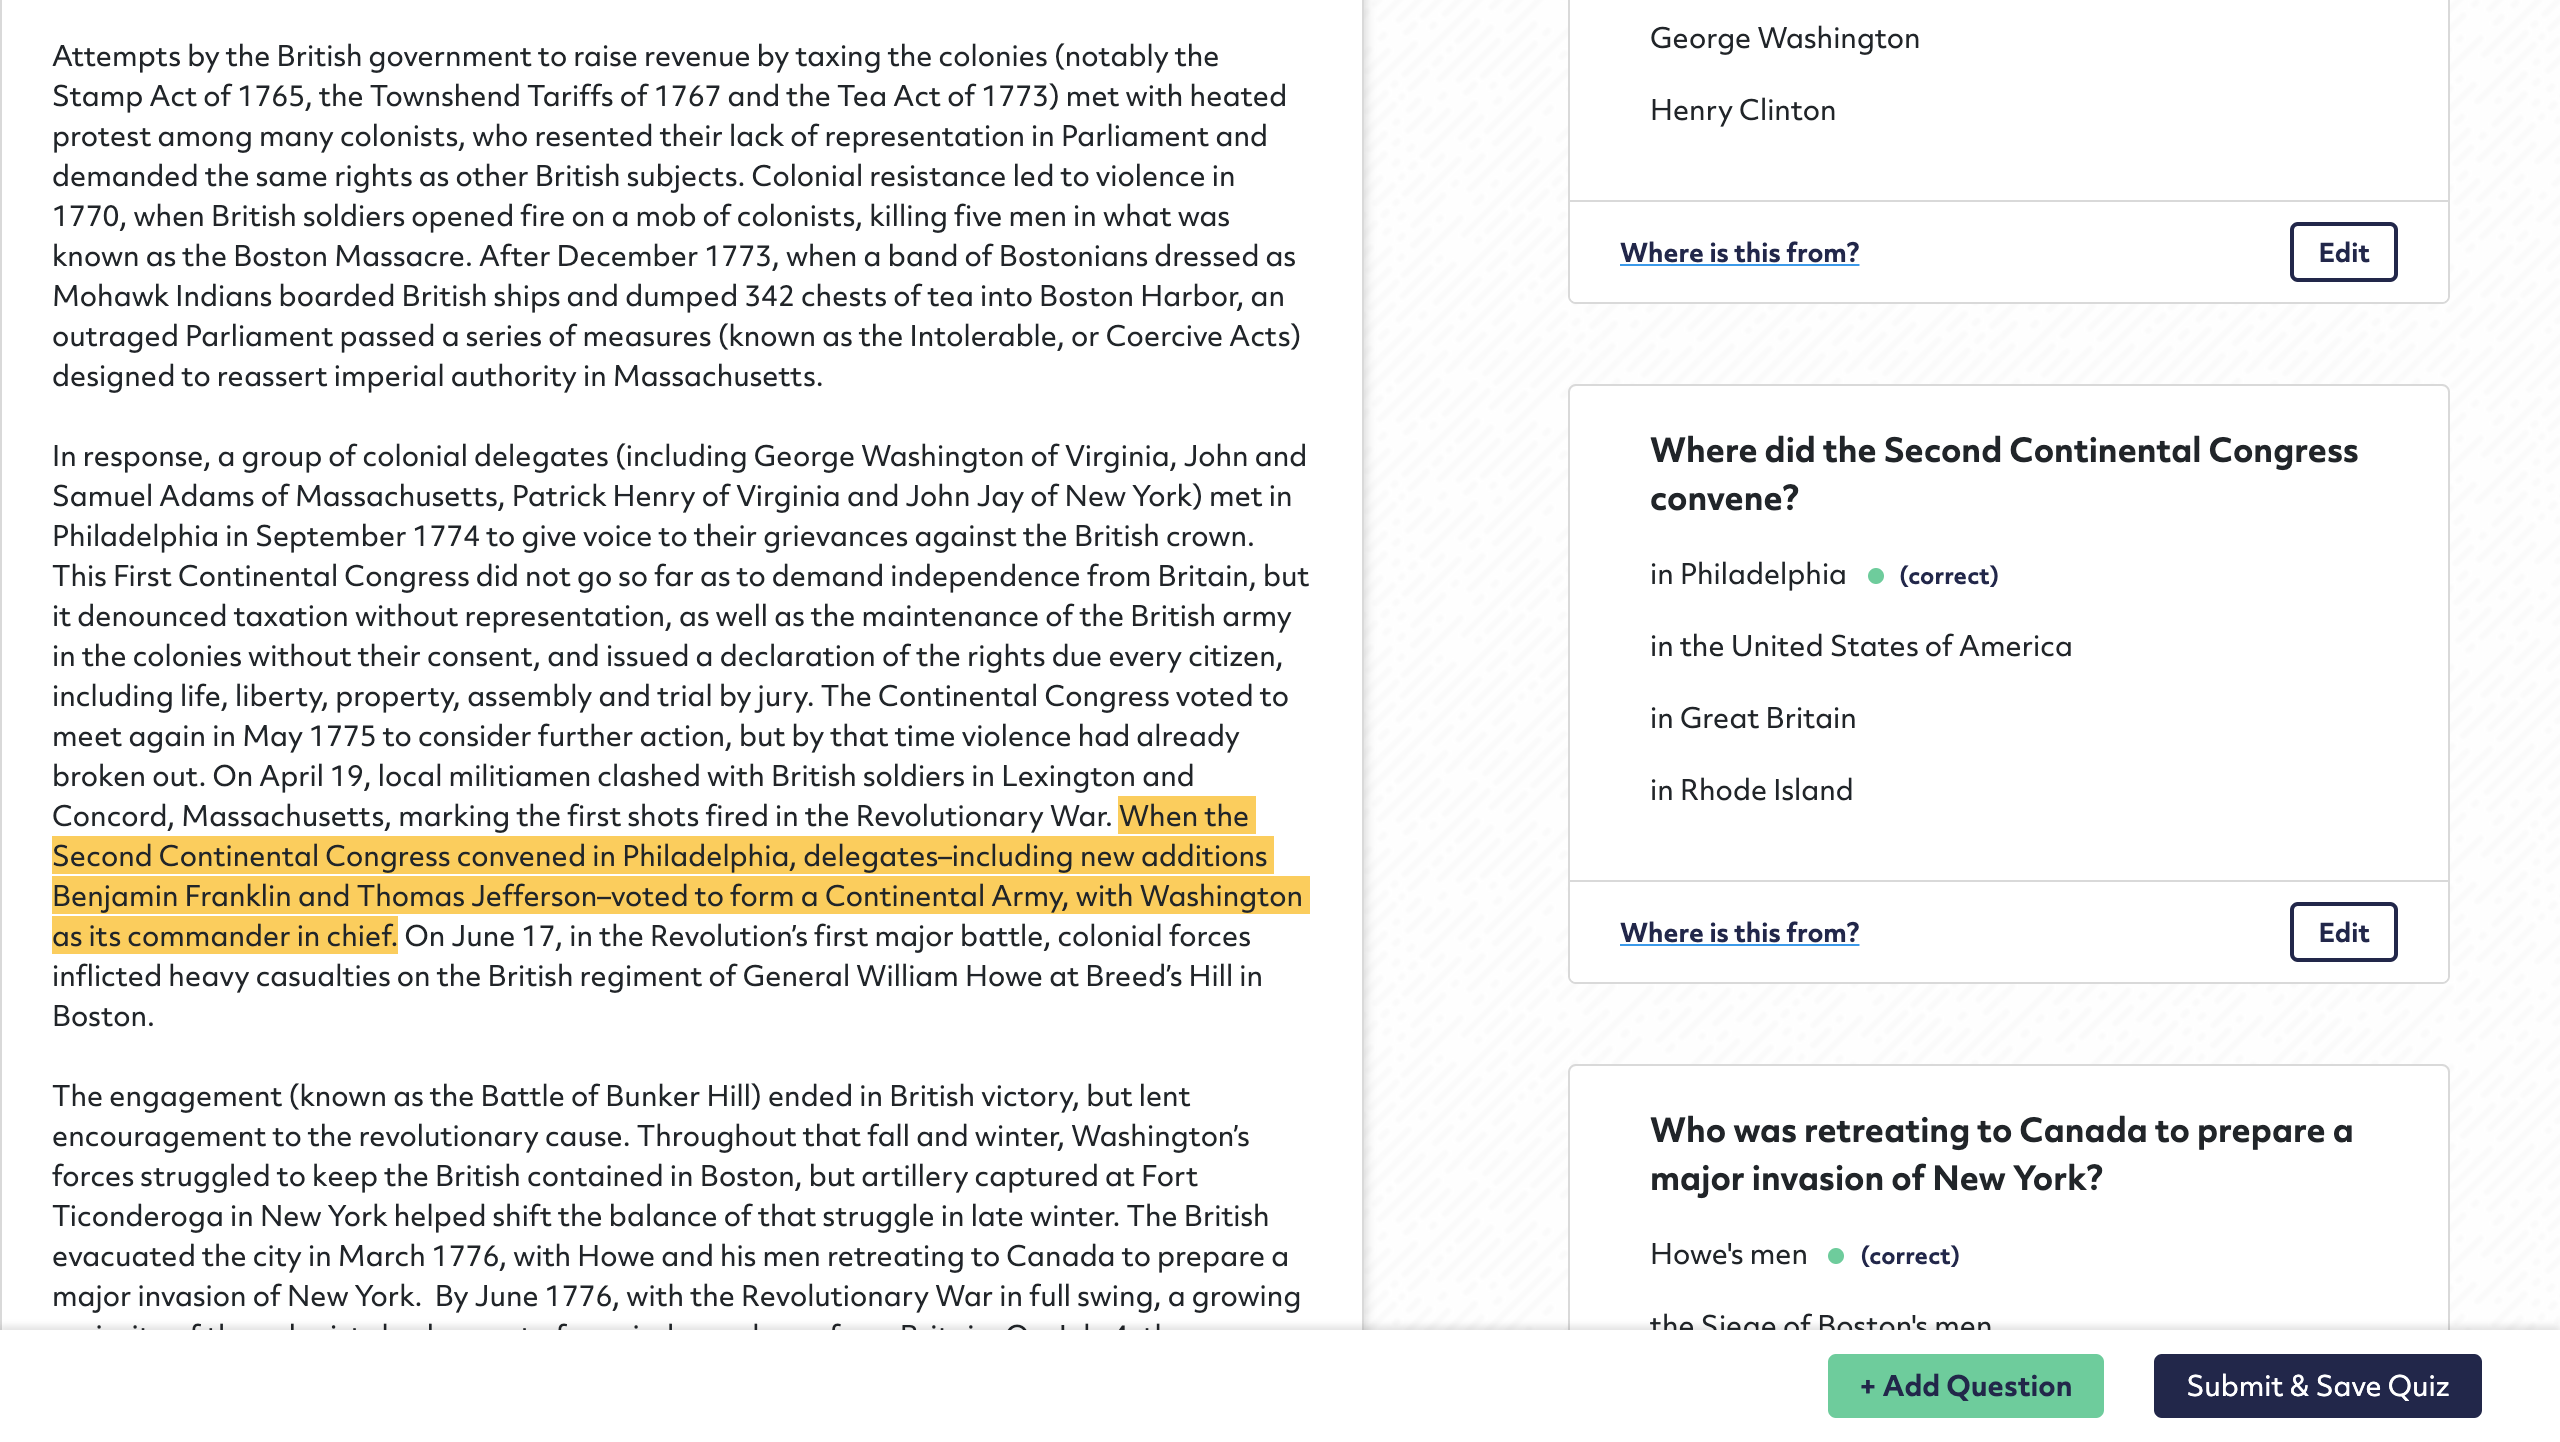 Attempts by the British government to raise revenue by taxing the colonies (notably the
Stamp Act of 1765, the Townshend Tariffs of 1767 and the Tea Act of 1773) met with heated
protest among many colonists, who resented their lack of representation in Parliament and
demanded the same rights as other British subjects. Colonial resistance led to violence in
1770, when British soldiers opened fire on a mob of colonists, killing five men in what was
known as the Boston Massacre. After December 1773, when a band of Bostonians dressed as
Mohawk Indians boarded British ships and dumped 342 chests of tea into Boston Harbor, an
outraged Parliament passed a series of measures (known as the Intolerable, or Coercive Acts)
designed to reassert imperial authority in Massachusetts.
In response, a group of colonial delegates (including George Washington of Virginia, John and
Samuel Adams of Massachusetts, Patrick Henry of Virginia and John Jay of New York) met in
Philadelphia in September 1774 to give voice to their grievances against the British crown.
This First Continental Congress did not go so far as to demand independence from Britain, but
it denounced taxation without representation, as well as the maintenance of the British army
in the colonies without their consent, and issued a declaration of the rights due every citizen,
including life, liberty, property, assembly and trial by jury. The Continental Congress voted to
meet again in May 1775 to consider further action, but by that time violence had already
broken out. On April 19, local militiamen clashed with British soldiers in Lexington and
Concord, Massachusetts, marking the first shots fired in the Revolutionary War. When the
Second Continental Congress convened in Philadelphia, delegates–including new additions
Benjamin Franklin and Thomas Jefferson–voted to form a Continental Army, with Washington
as its commander in chief. On June 17, in the Revolution’s first major battle, colonial forces
inflicted heavy casualties on the British regiment of General William Howe at Breed’s Hill in
Boston.
The engagement (known as the Battle of Bunker Hill) ended in British victory, but lent
encouragement to the revolutionary cause. Throughout that fall and winter, Washington’s
forces struggled to keep the British contained in Boston, but artillery captured at Fort
Ticonderoga in New York helped shift the balance of that struggle in late winter. The British
evacuated the city in March 1776, with Howe and his men retreating to Canada to prepare a
major invasion of New York.  By June 1776, with the Revolutionary War in full swing, a growing
George Washington
Henry Clinton
Where is this from?
Edit
Where did the Second Continental Congress
convene?
in Philadelphia (correct)
in the United States of America
in Great Britain
in Rhode Island
Where is this from?
Edit
Who was retreating to Canada to prepare a
major invasion of New York?
Howe's men (correct)
the Siege of Boston's men
+ Add Question
Submit & Save Quiz